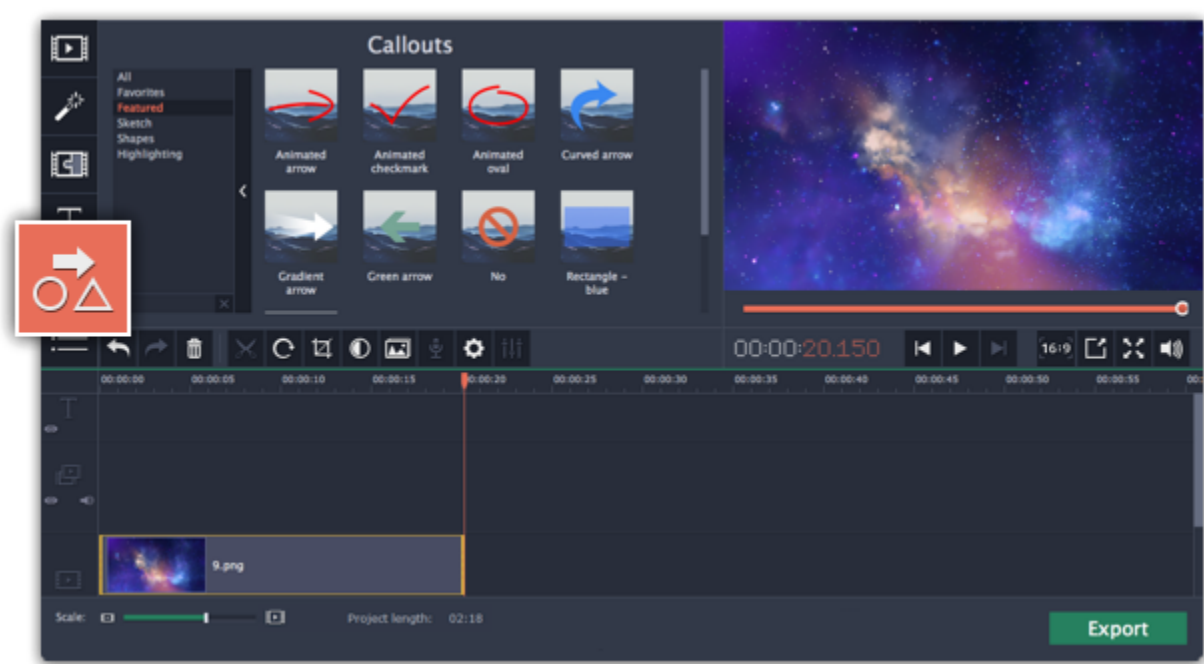 Callouts
All
Favorites
Featured
Sketch
Shapes
Highlighting
Animated
arrow
Animated
checkmark
Animated
oval
Curved arrow
Gradient
arrow
Green arrow
No
Rectangle –
blue
T
00:00:20.150
16:9
00:00:00 00:00:05 00:00:10 00:00:15 00:00:20 00:00:25 00:00:30 00:00:35 00:00:40 00:00:45 00:00:50 00:00:55 00:
T
9.png
Scale:
Project length: 02:18
Export